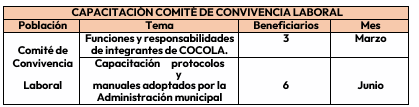 CAPACITACIÓN COMITÉ DE CONVIVENCIA LABORAL
Población Tema Beneficiarios Mes
Comité de Convivencia Laboral
Funciones y responsabilidades de integrantes de COCOLA. 3 Marzo
Capacitación protocolos y manuales adoptados por la Administración municipal 6 Junio